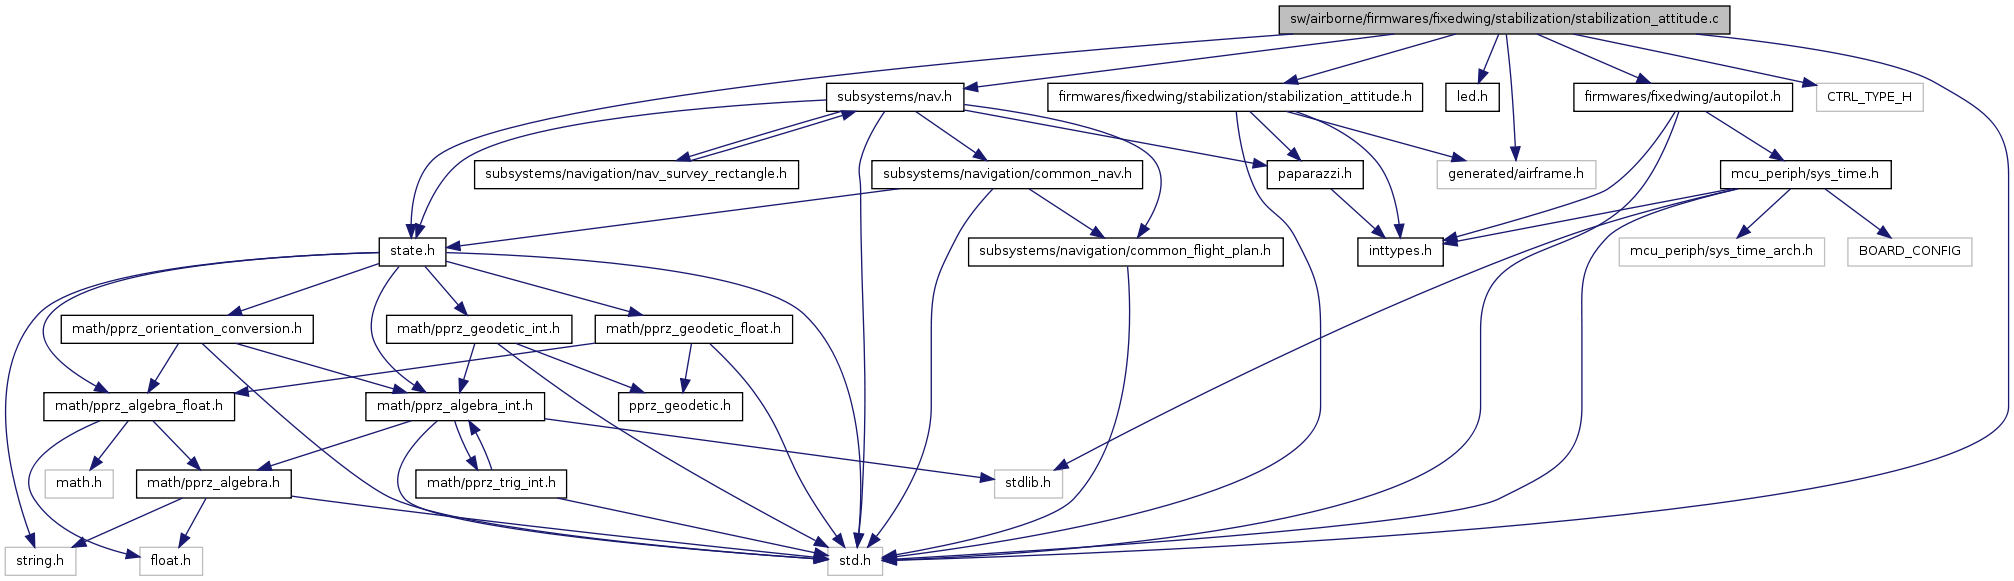 sw/airborne/firmwares/fixedwing/stabilization/stabilization_attitude.c
subsystems/nav.h
firmwares/fixedwing/stabilization/stabilization_attitude.h
led.h
firmwares/fixedwing/autopilot.h
CTRL_TYPE_H
subsystems/navigation/nav_survey_rectangle.h
subsystems/navigation/common_nav.h
paparazzi.h
generated/airframe.h
mcu_periph/sys_time.h
state.h
subsystems/navigation/common_flight_plan.h
inttypes.h
mcu_periph/sys_time_arch.h
BOARD_CONFIG
math/pprz_orientation_conversion.h
math/pprz_geodetic_int.h
math/pprz_geodetic_float.h
math/pprz_algebra_float.h
math/pprz_algebra_int.h
pprz_geodetic.h
math.h
math/pprz_algebra.h
math/pprz_trig_int.h
stdlib.h
string.h
float.h
std.h